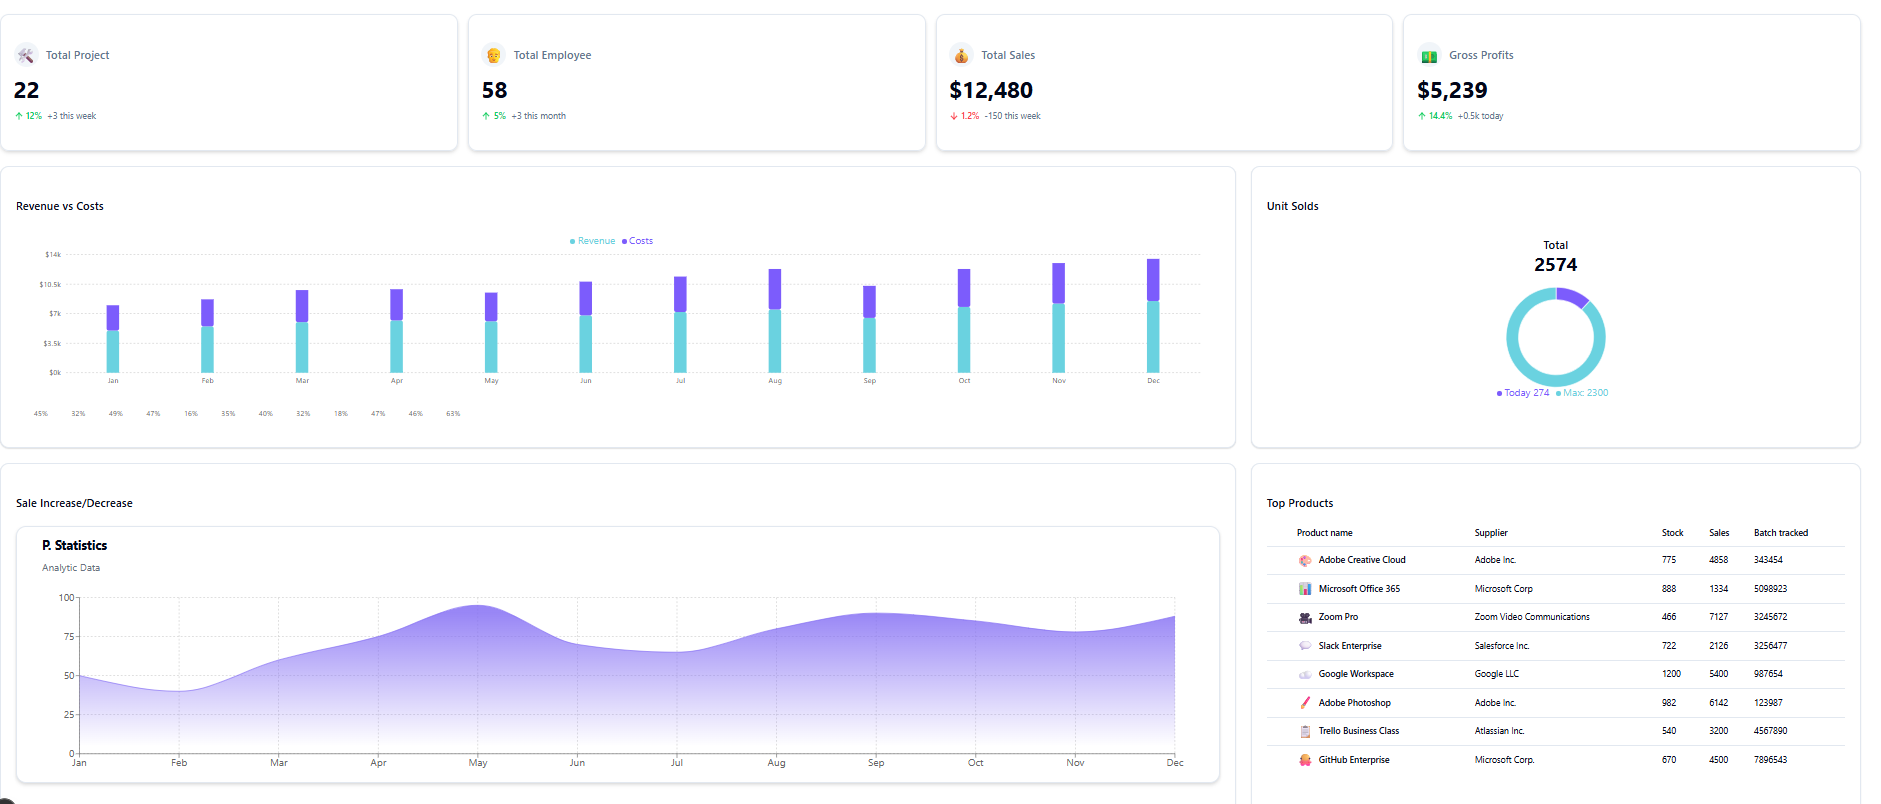 Total Project
22
12% +3 this week
Total Employee
58
5% +3 this month
Total Sales
$12,480
1.2% -150 this week
Gross Profits
$5,239
14.4% +0.5k today
Revenue vs Costs
Revenue Costs
$14k
$10.5k
$7k
$3.5k
$0k
Jan Feb Mar Apr May Jun Jul Aug Sep Oct Nov Dec
45% 32% 49% 47% 16% 35% 40% 32% 18% 47% 46% 63%
Unit Solds
Total
2574
Today 274 Max: 2300
Sale Increase/Decrease
P. Statistics
Analytic Data
100
75
50
25
0
Jan Feb Mar Apr May Jun Jul Aug Sep Oct Nov Dec
Top Products
Product name Supplier Stock Sales Batch tracked
Adobe Creative Cloud Adobe Inc. 775 4858 343454
Microsoft Office 365 Microsoft Corp 888 1334 5098923
Zoom Pro Zoom Video Communications 466 7127 3245672
Slack Enterprise Salesforce Inc. 722 2126 3256477
Google Workspace Google LLC 1200 5400 987654
Adobe Photoshop Adobe Inc. 982 6142 123987
Trello Business Class Atlassian Inc. 540 3200 4567890
GitHub Enterprise Microsoft Corp. 670 4500 7896543